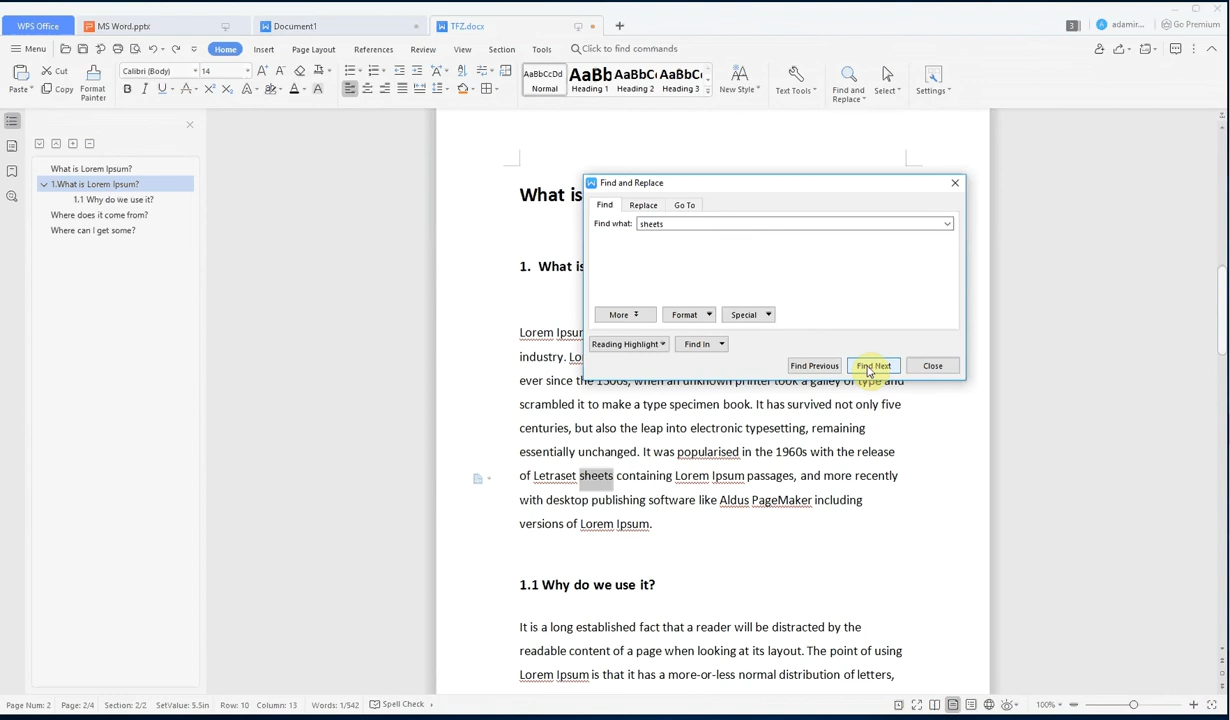 WPS Office MS Word.pptx Document1 TFZ.docx 3 adamir... Go Premium
Menu Home Insert Page Layout References Review View Section Tools Click to find commands
Paste Cut Copy Format Painter Calibri (Body) 14 AaBbCcDd Normal AaBb Heading 1 AaBbC Heading 2 AaBbC Heading 3 New Style Text Tools Find and Replace Select Settings
What is Lorem Ipsum?
1.What is Lorem Ipsum?
1.1 Why do we use it?
Where does it come from?
Where can I get some?
What is
1. What is
Find and Replace
Find Replace Go To
Find what: sheets
More Format Special
Reading Highlight Find In
Find Previous Find Next Close
Lorem Ipsum
industry. Lo
ever since the 1500s, when an unknown printer took a galley of type and
scrambled it to make a type specimen book. It has survived not only five
centuries, but also the leap into electronic typesetting, remaining
essentially unchanged. It was popularised in the 1960s with the release
of Letraset sheets containing Lorem Ipsum passages, and more recently
with desktop publishing software like Aldus PageMaker including
versions of Lorem Ipsum.
1.1 Why do we use it?
It is a long established fact that a reader will be distracted by the
readable content of a page when looking at its layout. The point of using
Lorem Ipsum is that it has a more-or-less normal distribution of letters,
Page Num: 2 Page: 2/4 Section: 2/2 SetValue: 5.5in Row: 10 Column: 13 Words: 1/542 Spell Check 100%